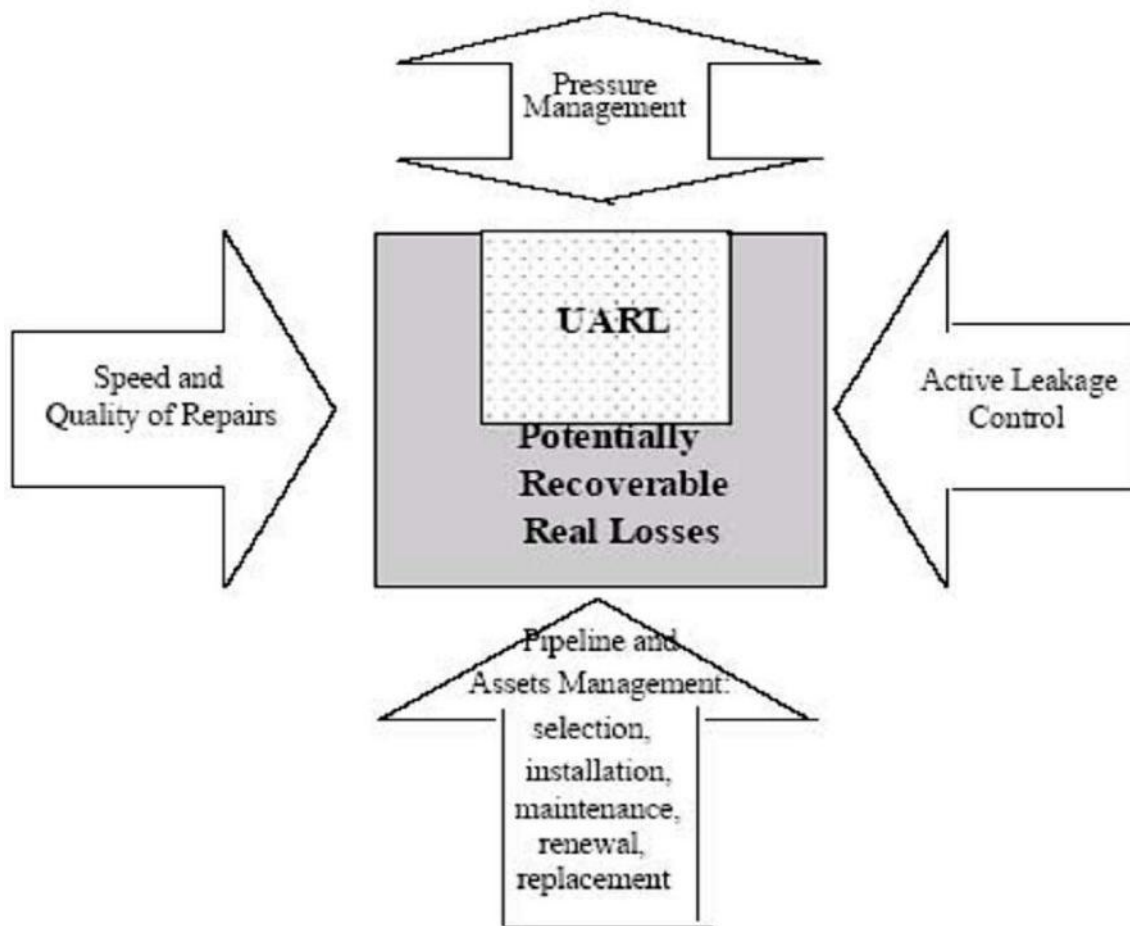 Pressure
Management
UARL
Potentially
Recoverable
Real Losses
Speed and
Quality of Repairs
Active Leakage
Control
Pipeline and
Assets Management:
selection,
installation,
maintenance,
renewal,
replacement